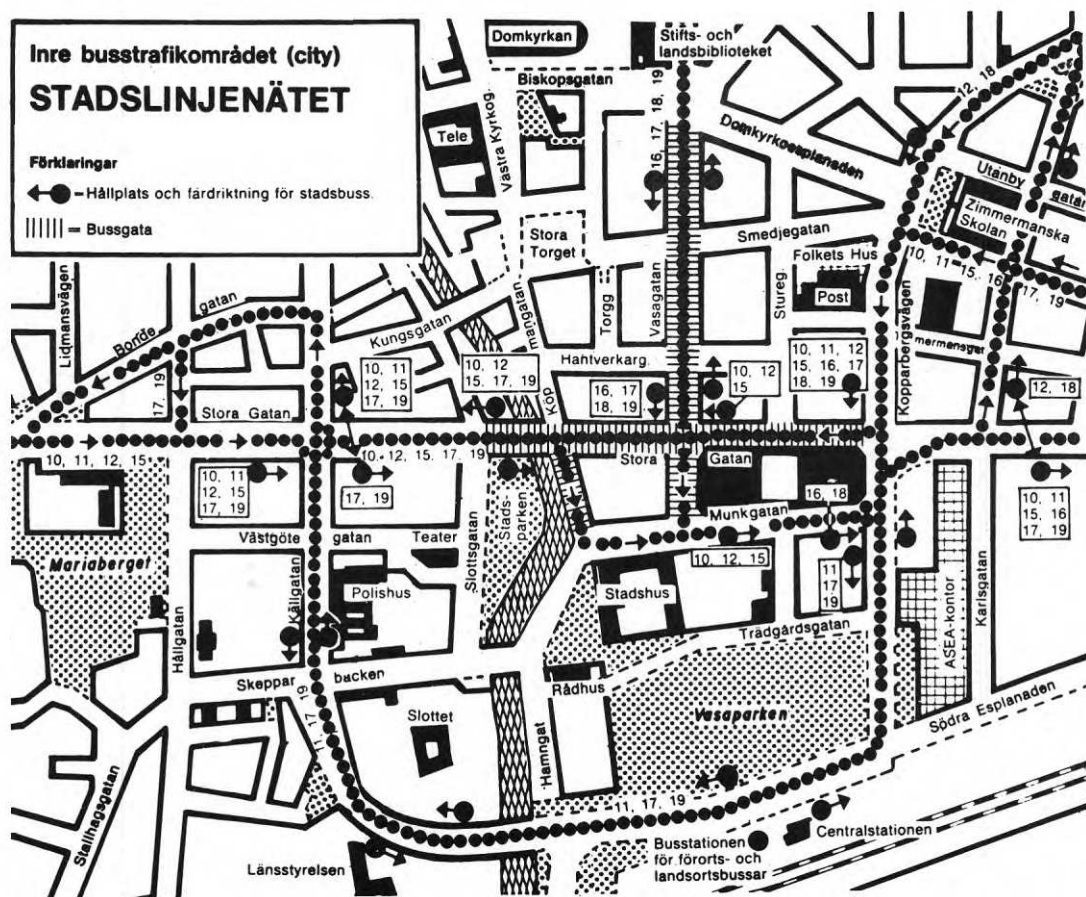 Inre busstrafikområdet (city)
STADSLINJENÄTET
Förklaringar
- Hållplats och färdriktning för stadsbuss.
= Bussgata
Domkyrkan
Stifts- och
landsbiblioteket
Biskopsgatan
Västra Kyrkog.
Tele
16, 17, 18, 19
12, 18
Domkyrkoesplanaden
Utanby
gatan
Zimmermanska
Skolan
Stora
Torget
Smedjegatan
Folkets Hus
Post
10, 11, 15, 16
17, 19
Lidmansvägen
Bonde
gatan
Kungsgatan
mangatan
Köp
Torgg
Vasagatan
Stureg.
Kopparbergsvägen
mermansgat
Hantverkarg.
17, 19
Stora Gatan
10, 11
12, 15
17, 19
10, 12
15, 17, 19
16, 17
18, 19
10, 12
15
10, 11, 12
15, 16, 17
18, 19
12, 18
10, 11, 12, 15
10, 12, 15, 17, 19
Stora
Gatan
10, 11
12, 15
17, 19
17, 19
Stads-
parken
16, 18
Munkgatan
10, 11
15, 16
17, 19
Västgöte
gatan
Teater
Slottsgatan
10, 12, 15
11
17
19
Mariaberget
Källgatan
Polishus
Stadshus
Trädgårdsgatan
ASEA-kontor
Karlsgatan
Hållgatan
Skeppar
backen
Rådhus
Vasaparken
Södra Esplanaden
11, 17, 19
Slottet
Hamngat
Stallhagsgatan
11, 17, 19
Länsstyrelsen
Busstationen
för förorts- och
landsortsbussar
Centralstationen